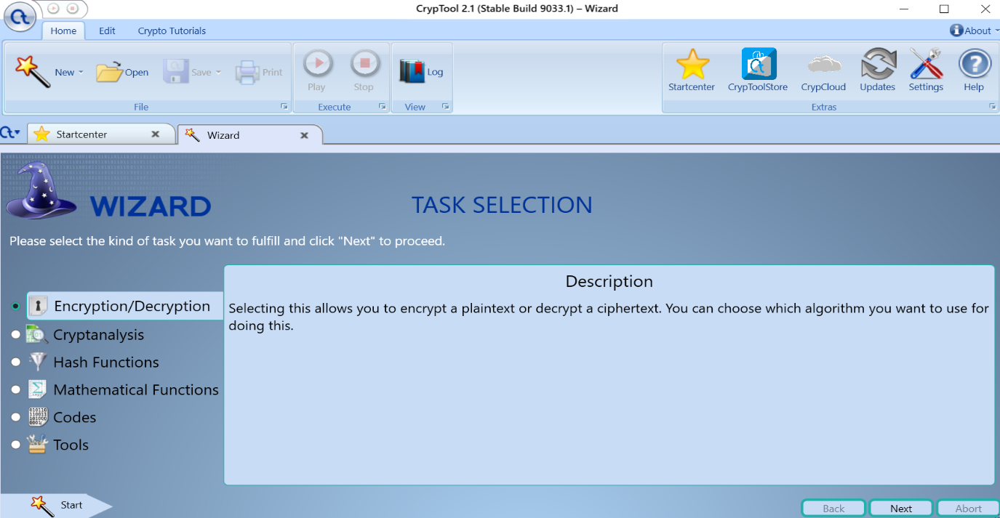 CrypTool 2.1 (Stable Build 9033.1) – Wizard
Home Edit Crypto Tutorials About
New Open Save Print Play Stop Log Startcenter CrypToolStore CrypCloud Updates Settings Help
File Execute View Extras
Startcenter Wizard
WIZARD TASK SELECTION
Please select the kind of task you want to fulfill and click "Next" to proceed.
Description
Encryption/Decryption
Selecting this allows you to encrypt a plaintext or decrypt a ciphertext. You can choose which algorithm you want to use for
doing this.
Cryptanalysis
Hash Functions
Mathematical Functions
Codes
Tools
Start Back Next Abort